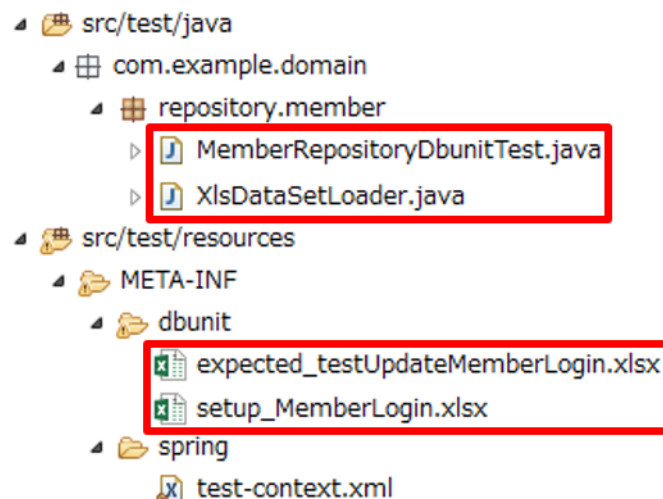 src/test/java
com.example.domain
repository.member
MemberRepositoryDbunitTest.java
XlsDataSetLoader.java
src/test/resources
META-INF
dbunit
expected_testUpdateMemberLogin.xlsx
setup_MemberLogin.xlsx
spring
test-context.xml